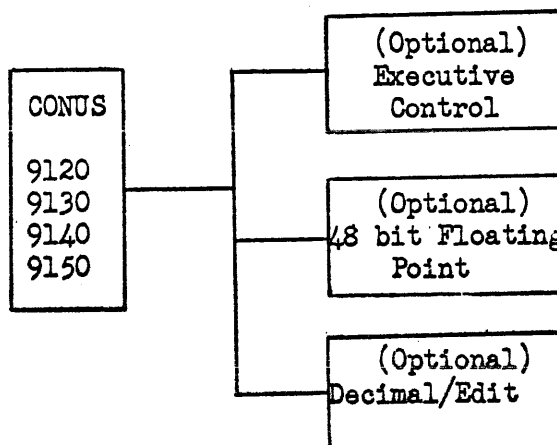 CONUS
9120
9130
9140
9150
(Optional)
Executive
Control
(Optional)
48 bit Floating
Point
(Optional)
Decimal/Edit